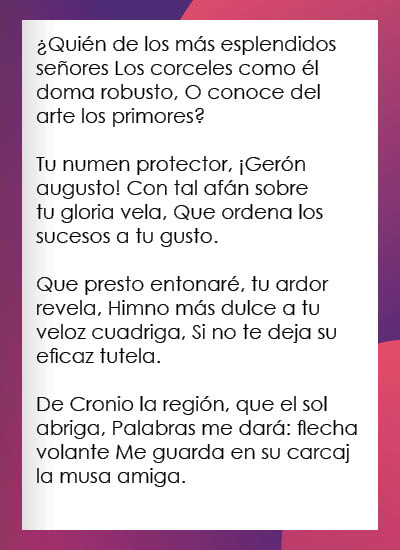 ¿Quién de los más esplendidos
señores Los corceles como él
doma robusto, O conoce del
arte los primores?

Tu numen protector, ¡Gerón
augusto! Con tal afán sobre
tu gloria vela, Que ordena los
sucesos a tu gusto.

Que presto entonaré, tu ardor
revela, Himno más dulce a tu
veloz cuadriga, Si no te deja su
eficaz tutela.

De Cronio la región, que el sol
abriga, Palabras me dará: flecha
volante Me guarda en su carcaj
la musa amiga.